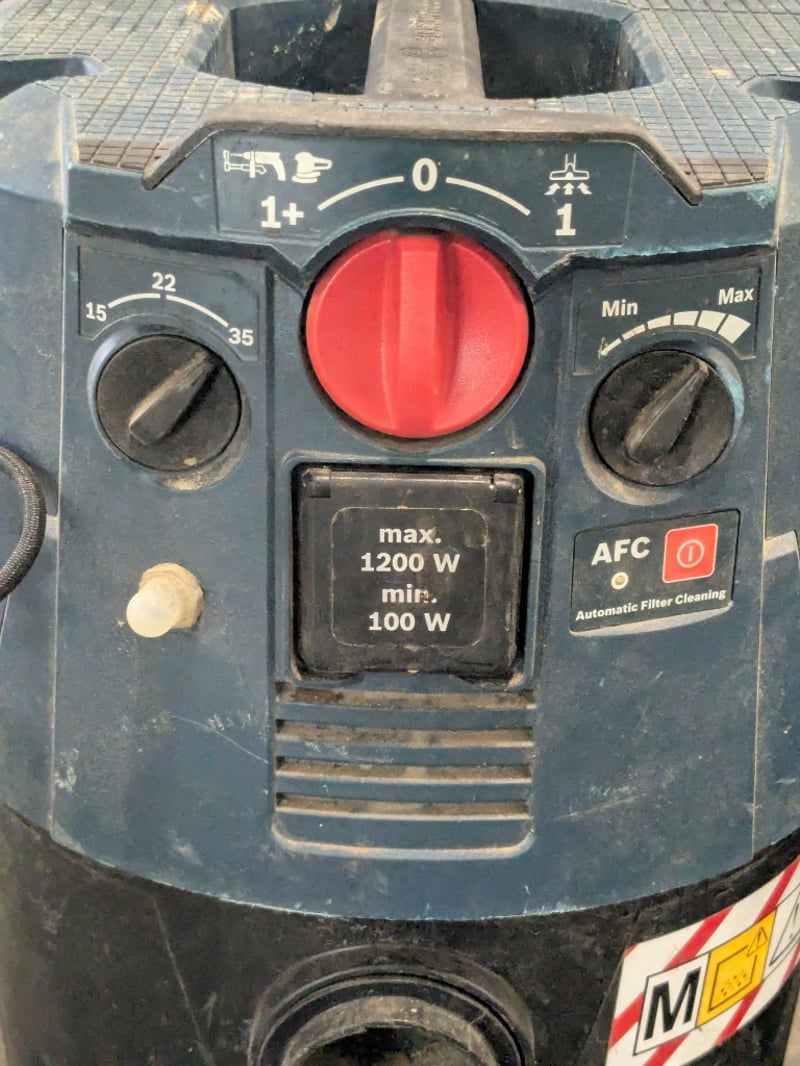 0
1+
1
22
15
35
Min
Max
max.
1200 W
min.
100 W
AFC
Automatic Filter Cleaning
M